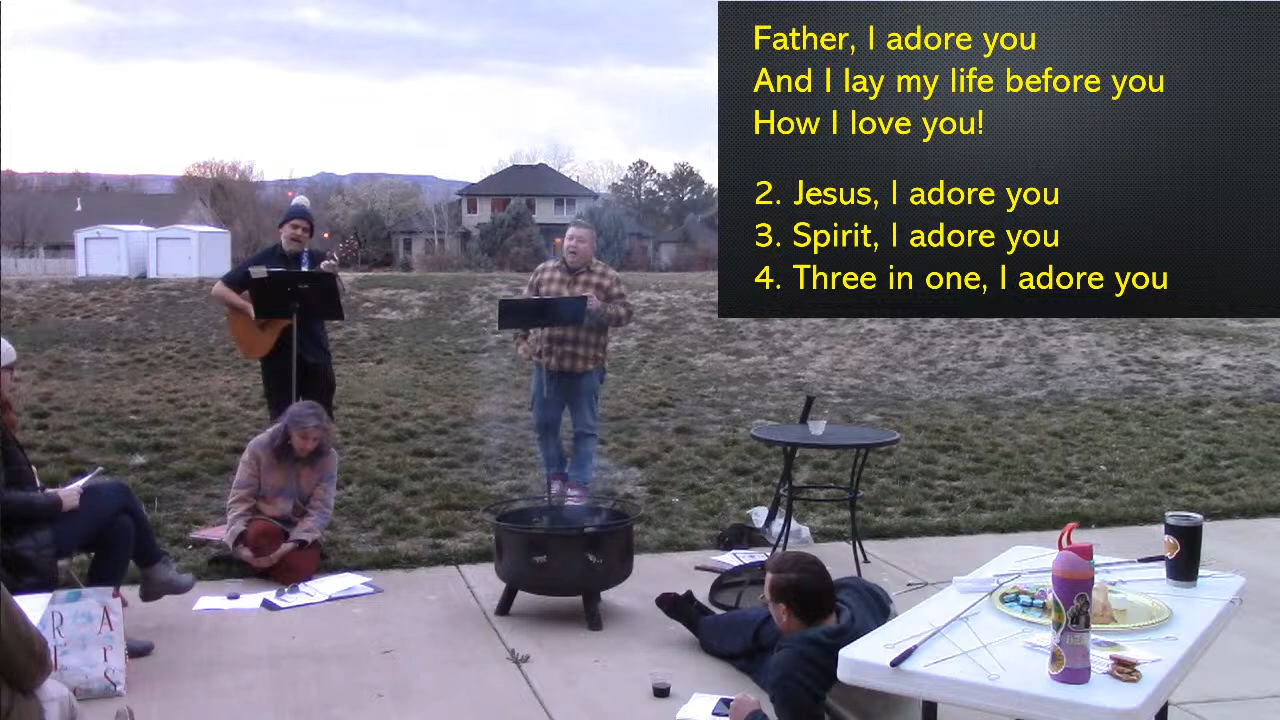 Father, I adore you
And I lay my life before you
How I love you!
2. Jesus, I adore you
3. Spirit, I adore you
4. Three in one, I adore you
R A
E r
S